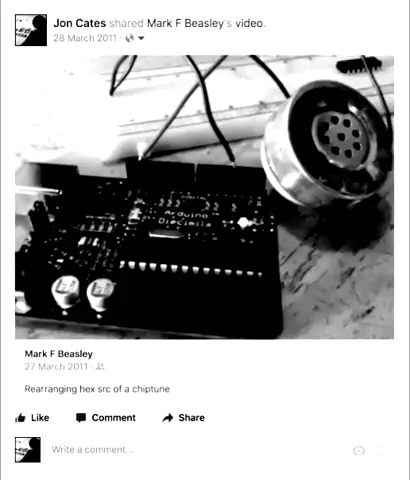 Jon Cates shared Mark F Beasley's video.
28 March 2011 ·
Arduino
Diecimila
Mark F Beasley
27 March 2011 ·
Rearranging hex src of a chiptune
Like Comment Share
Write a comment...